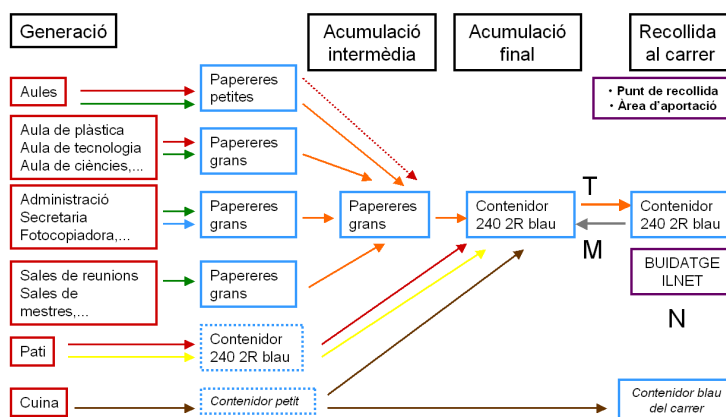 Generació
Acumulació
intermèdia
Acumulació
final
Recollida
al carrer
Aules
Papereres
petites
• Punt de recollida
• Àrea d'aportació
Aula de plàstica
Aula de tecnologia
Aula de ciències,...
Papereres
grans
Administració
Secretaria
Fotocopiadora,...
Papereres
grans
Papereres
grans
Contenidor
240 2R blau
T
M
Contenidor
240 2R blau
Sales de reunions
Sales de
mestres,...
Papereres
grans
BUIDATGE
ILNET
N
Pati
Contenidor
240 2R blau
Cuina
Contenidor petit
Contenidor blau
del carrer